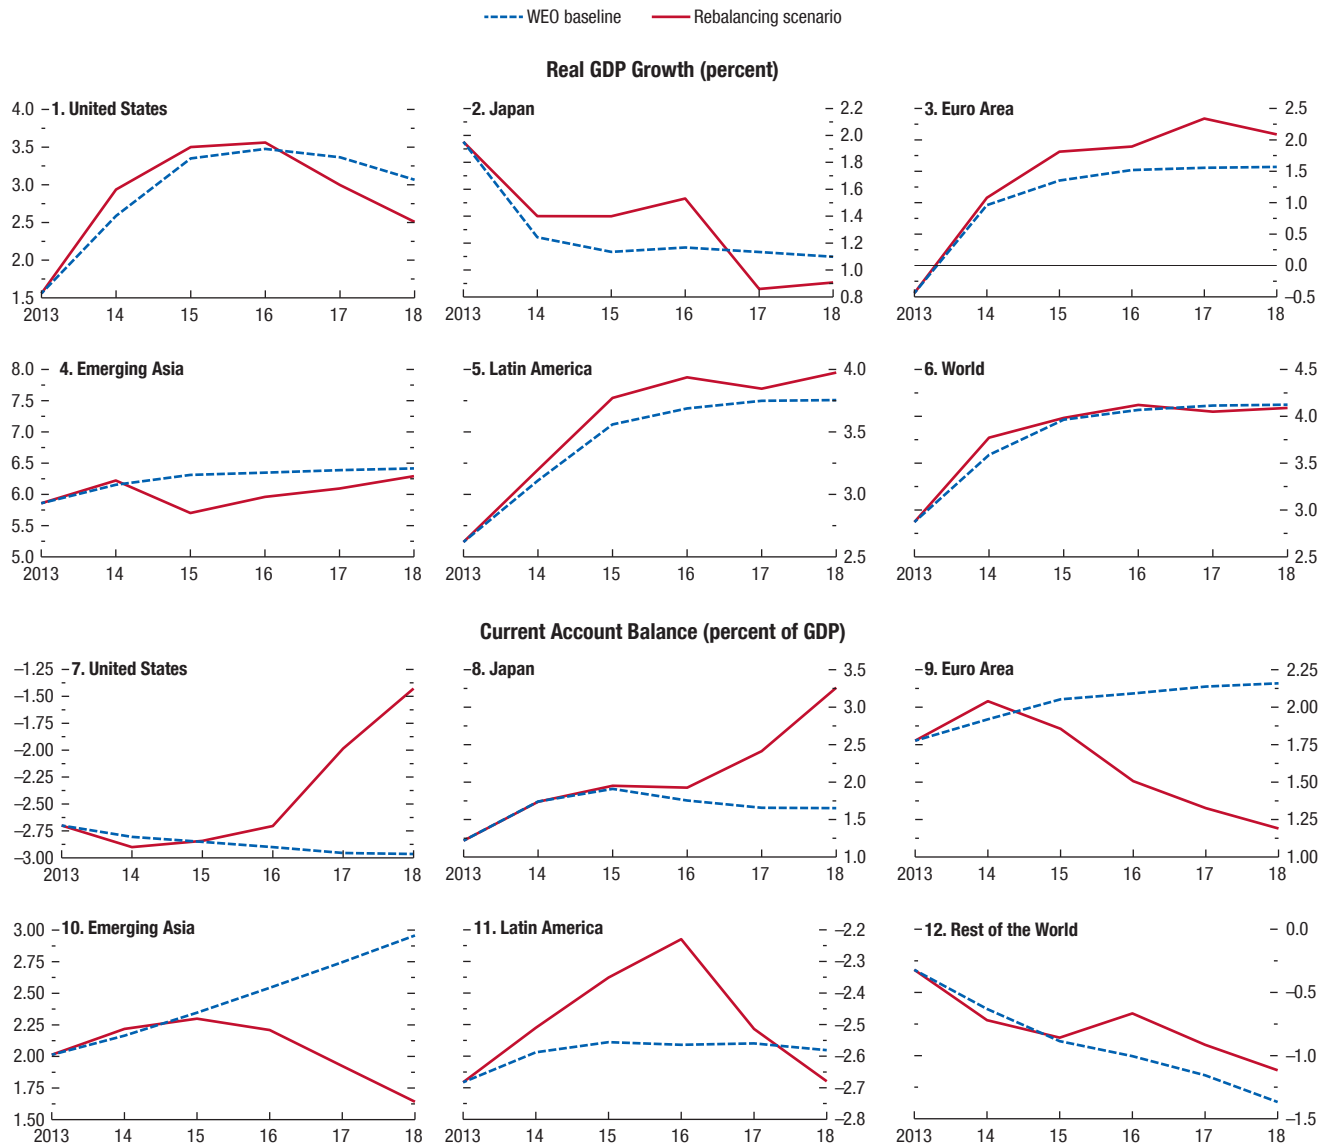 WEO baseline Rebalancing scenario
Real GDP Growth (percent)
1. United States
4.0
3.5
3.0
2.5
2.0
1.5
2013 14 15 16 17 18
2. Japan
2.2
2.0
1.8
1.6
1.4
1.2
1.0
0.8
2013 14 15 16 17 18
3. Euro Area
2.5
2.0
1.5
1.0
0.5
0.0
–0.5
2013 14 15 16 17 18
4. Emerging Asia
8.0
7.5
7.0
6.5
6.0
5.5
5.0
2013 14 15 16 17 18
5. Latin America
4.0
3.5
3.0
2.5
2013 14 15 16 17 18
6. World
4.5
4.0
3.5
3.0
2.5
2013 14 15 16 17 18
Current Account Balance (percent of GDP)
7. United States
–1.25
–1.50
–1.75
–2.00
–2.25
–2.50
–2.75
–3.00
2013 14 15 16 17 18
8. Japan
3.5
3.0
2.5
2.0
1.5
1.0
2013 14 15 16 17 18
9. Euro Area
2.25
2.00
1.75
1.50
1.25
1.00
2013 14 15 16 17 18
10. Emerging Asia
3.00
2.75
2.50
2.25
2.00
1.75
1.50
2013 14 15 16 17 18
11. Latin America
–2.2
–2.3
–2.4
–2.5
–2.6
–2.7
–2.8
2013 14 15 16 17 18
12. Rest of the World
0.0
–0.5
–1.0
–1.5
2013 14 15 16 17 18